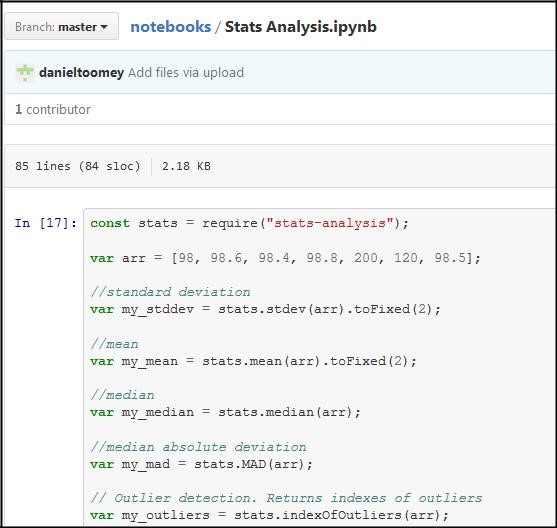 Branch: master notebooks / Stats Analysis.ipynb
danieltoomey Add files via upload
1 contributor
85 lines (84 sloc) 2.18 KB
In [17]: const stats = require("stats-analysis");
var arr = [98, 98.6, 98.4, 98.8, 200, 120, 98.5];
//standard deviation
var my_stddev = stats.stdev(arr).toFixed(2);
//mean
var my_mean = stats.mean(arr).toFixed(2);
//median
var my_median = stats.median(arr);
//median absolute deviation
var my_mad = stats.MAD(arr);
// Outlier detection. Returns indexes of outliers
var my_outliers = stats.indexOfOutliers(arr);